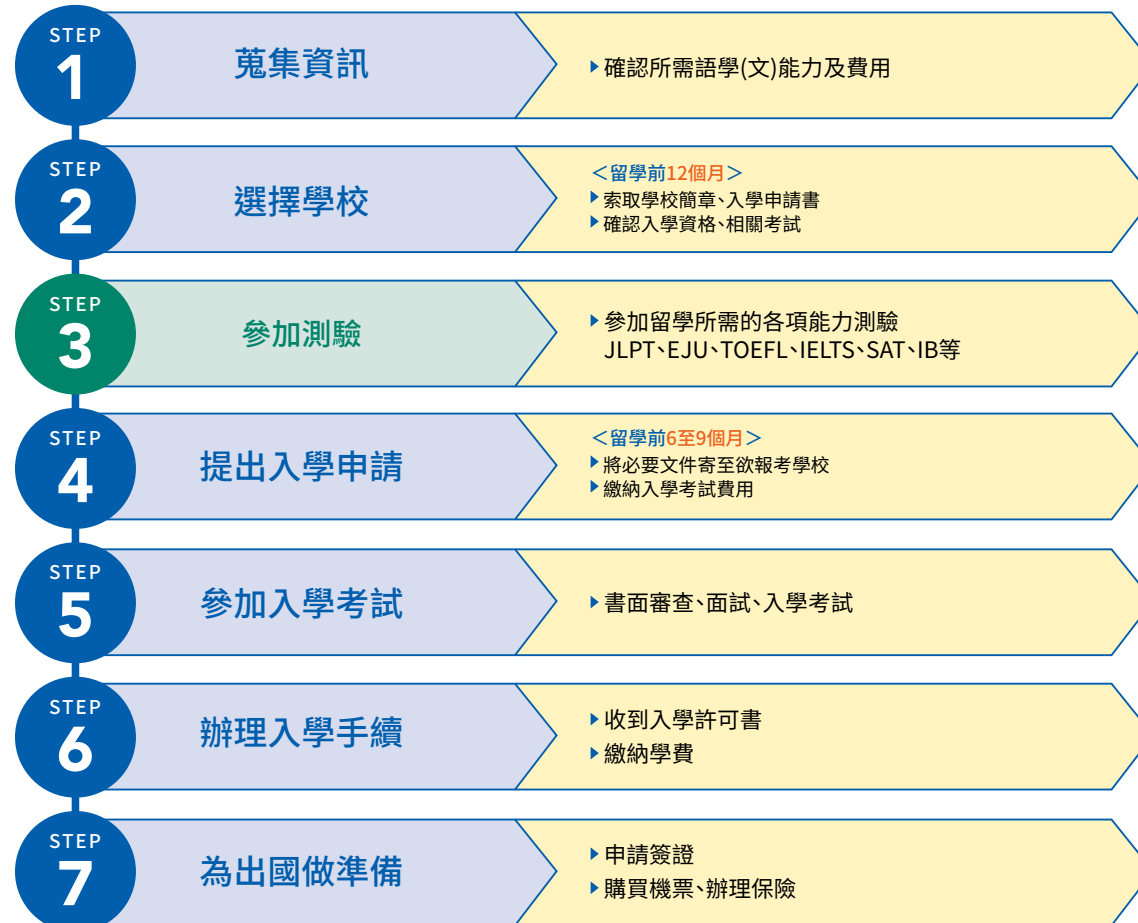 STEP
1
蒐集資訊
▶確認所需語學(文)能力及費用
STEP
2
選擇學校
＜留學前12個月＞
▶索取學校簡章、入學申請書
▶確認入學資格、相關考試
STEP
3
參加測驗
▶參加留學所需的各項能力測驗
JLPT、EJU、TOEFL、IELTS、SAT、IB等
STEP
4
提出入學申請
＜留學前6至9個月＞
▶將必要文件寄至欲報考學校
▶繳納入學考試費用
STEP
5
參加入學考試
▶書面審查、面試、入學考試
STEP
6
辦理入學手續
▶收到入學許可書
▶繳納學費
STEP
7
為出國做準備
▶申請簽證
▶購買機票、辦理保險